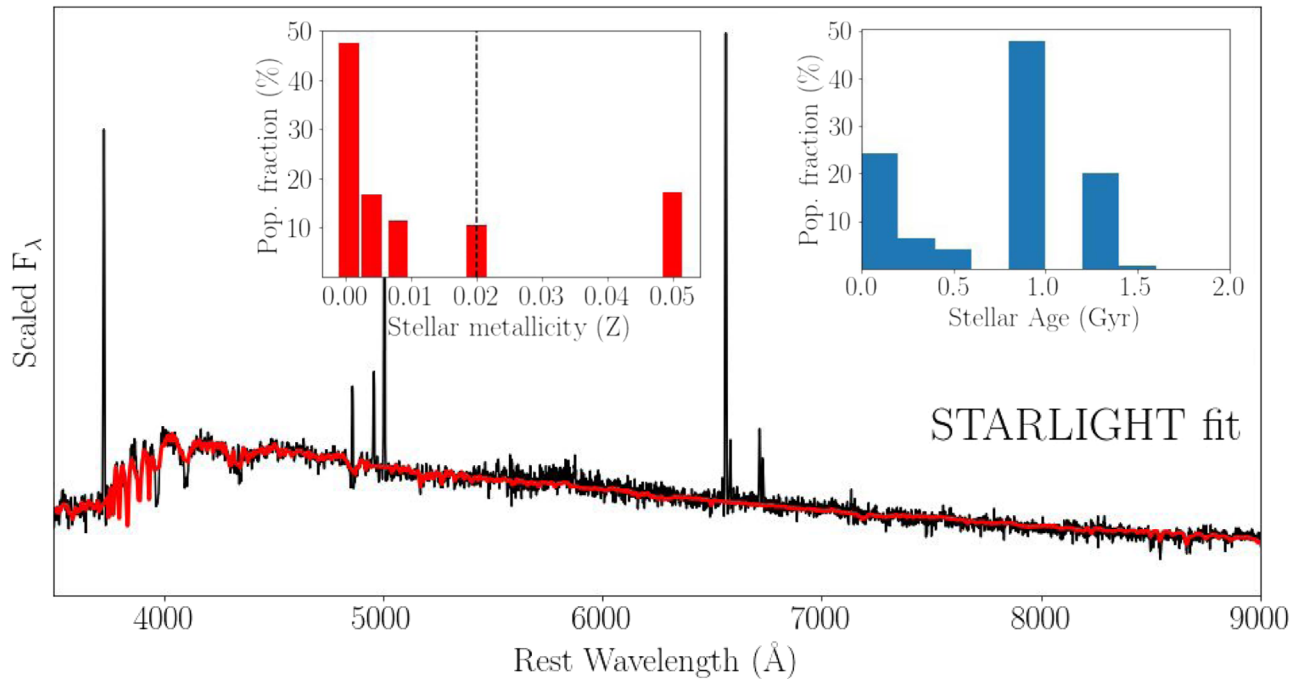 Scaled F_λ
Pop. fraction (%)
50
40
30
20
10
0.00 0.01 0.02 0.03 0.04 0.05
Stellar metallicity (Z)
Pop. fraction (%)
50
40
30
20
10
0.0 0.5 1.0 1.5 2.0
Stellar Age (Gyr)
STARLIGHT fit
4000 5000 6000 7000 8000 9000
Rest Wavelength (Å)